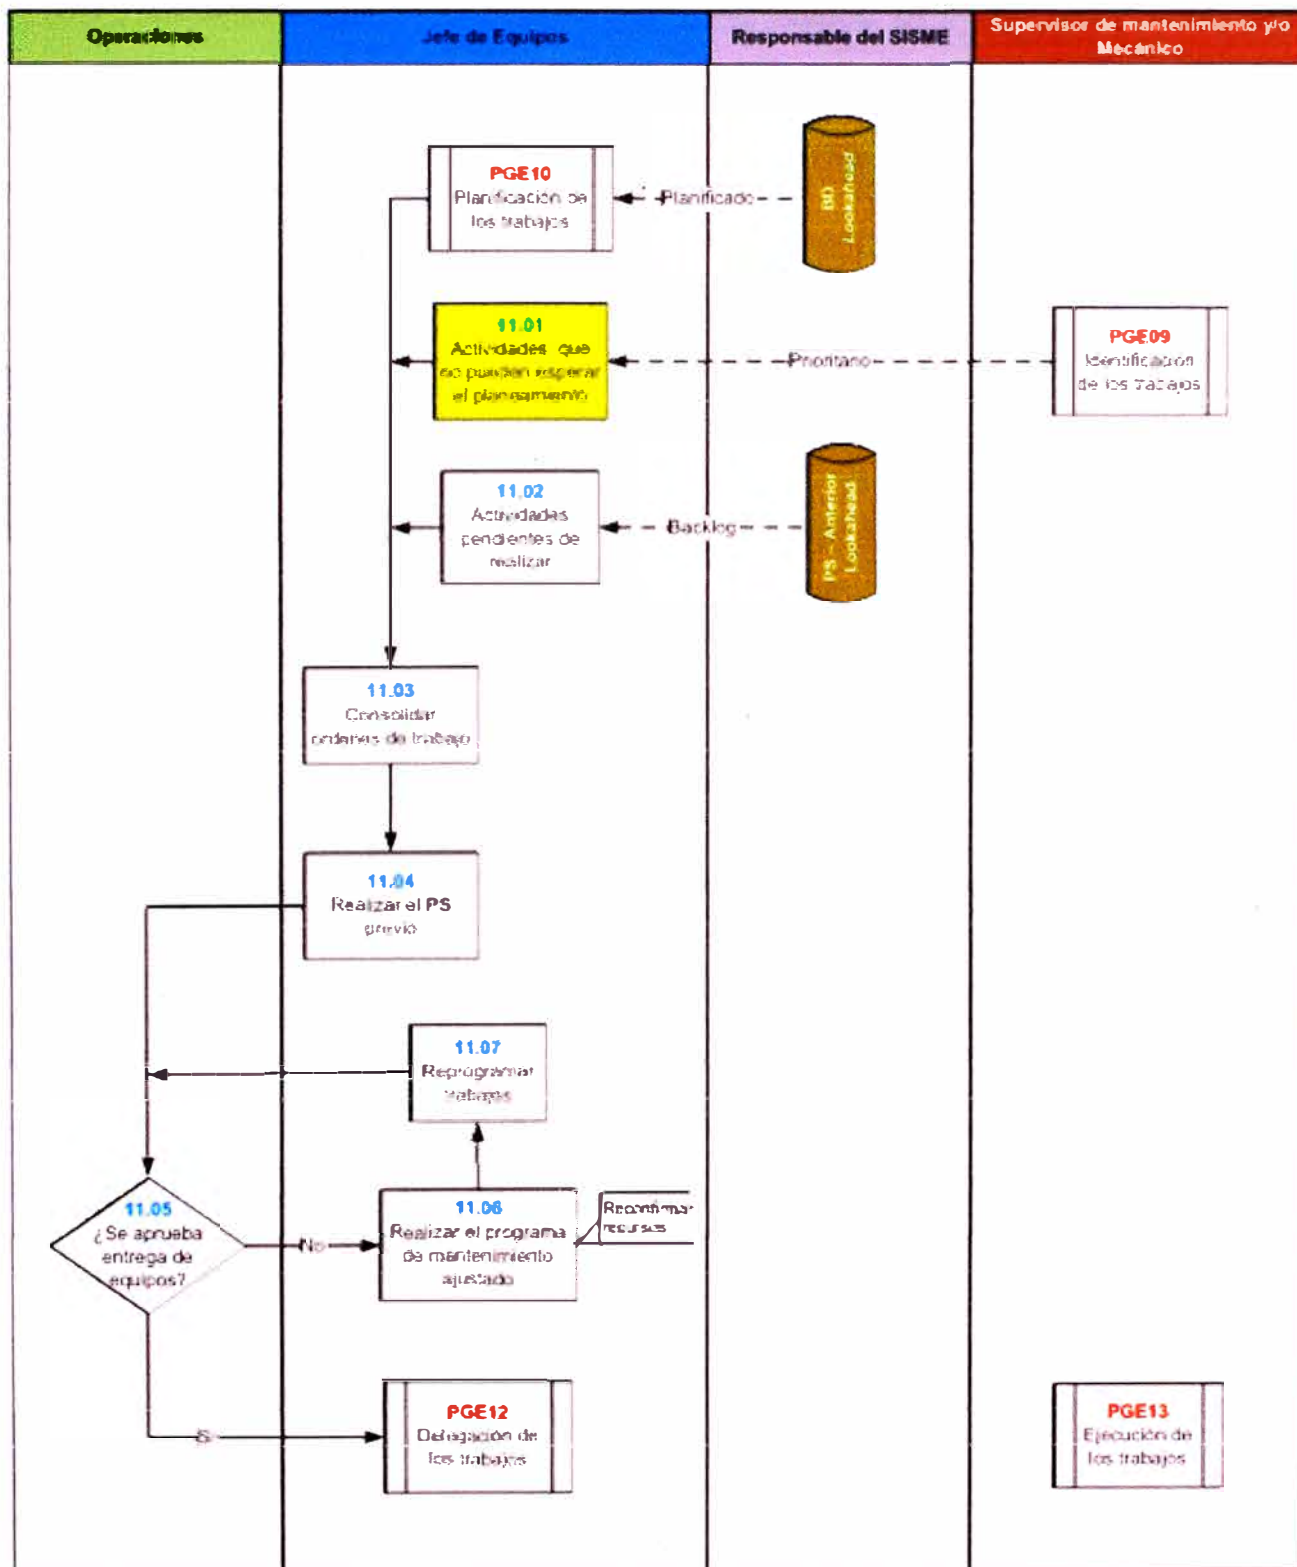 Operaciones
Jefe de Equipos
Responsable del SISME
Supervisor de mantenimiento y/o
Mecánico
PGE10
Planificación de
los trabajos
Planificado
BD
Lookahead
11.01
Actividades que
no pueden esperar
el planeamiento
Prioritario
PGE09
Identificación
de los trabajos
11.02
Actividades
pendientes de
realizar
Backlog
PS - Anterior
Lookahead
11.03
Consolidar
ordenes de trabajo
11.04
Realizar el PS
previo
11.07
Reprogramar
trabajos
11.05
¿Se aprueba
entrega de
equipos?
No
11.06
Realizar el programa
de mantenimiento
ajustado
Reconfirmar
recursos
Si
PGE12
Delegación de
los trabajos
PGE13
Ejecución de
los trabajos